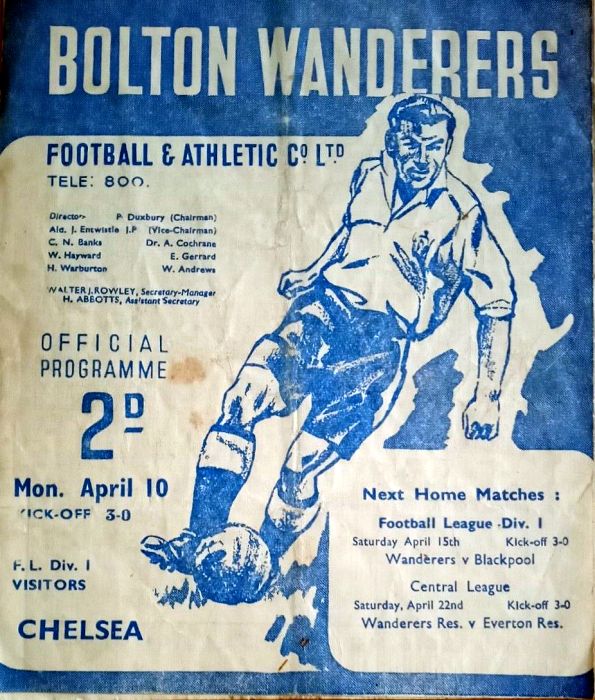 BOLTON WANDERERS
FOOTBALL & ATHLETIC Cº LTD
TELE: 800.
Directors P. Duxbury (Chairman)
Ald. J. Entwistle J.P (Vice-Chairman)
C. N. Banks Dr. A. Cochrane
W. Hayward E. Gerrard
H. Warburton W. Andrews
WALTER J. ROWLEY, Secretary-Manager
H. ABBOTTS, Assistant Secretary
OFFICIAL
PROGRAMME
2D
Mon. April 10
KICK-OFF 3-0
F. L. Div. 1
VISITORS
CHELSEA
Next Home Matches :
Football League -Div. 1
Saturday April 15th Kick-off 3-0
Wanderers v Blackpool
Central League
Saturday, April 22nd Kick-off 3-0
Wanderers Res. v Everton Res.